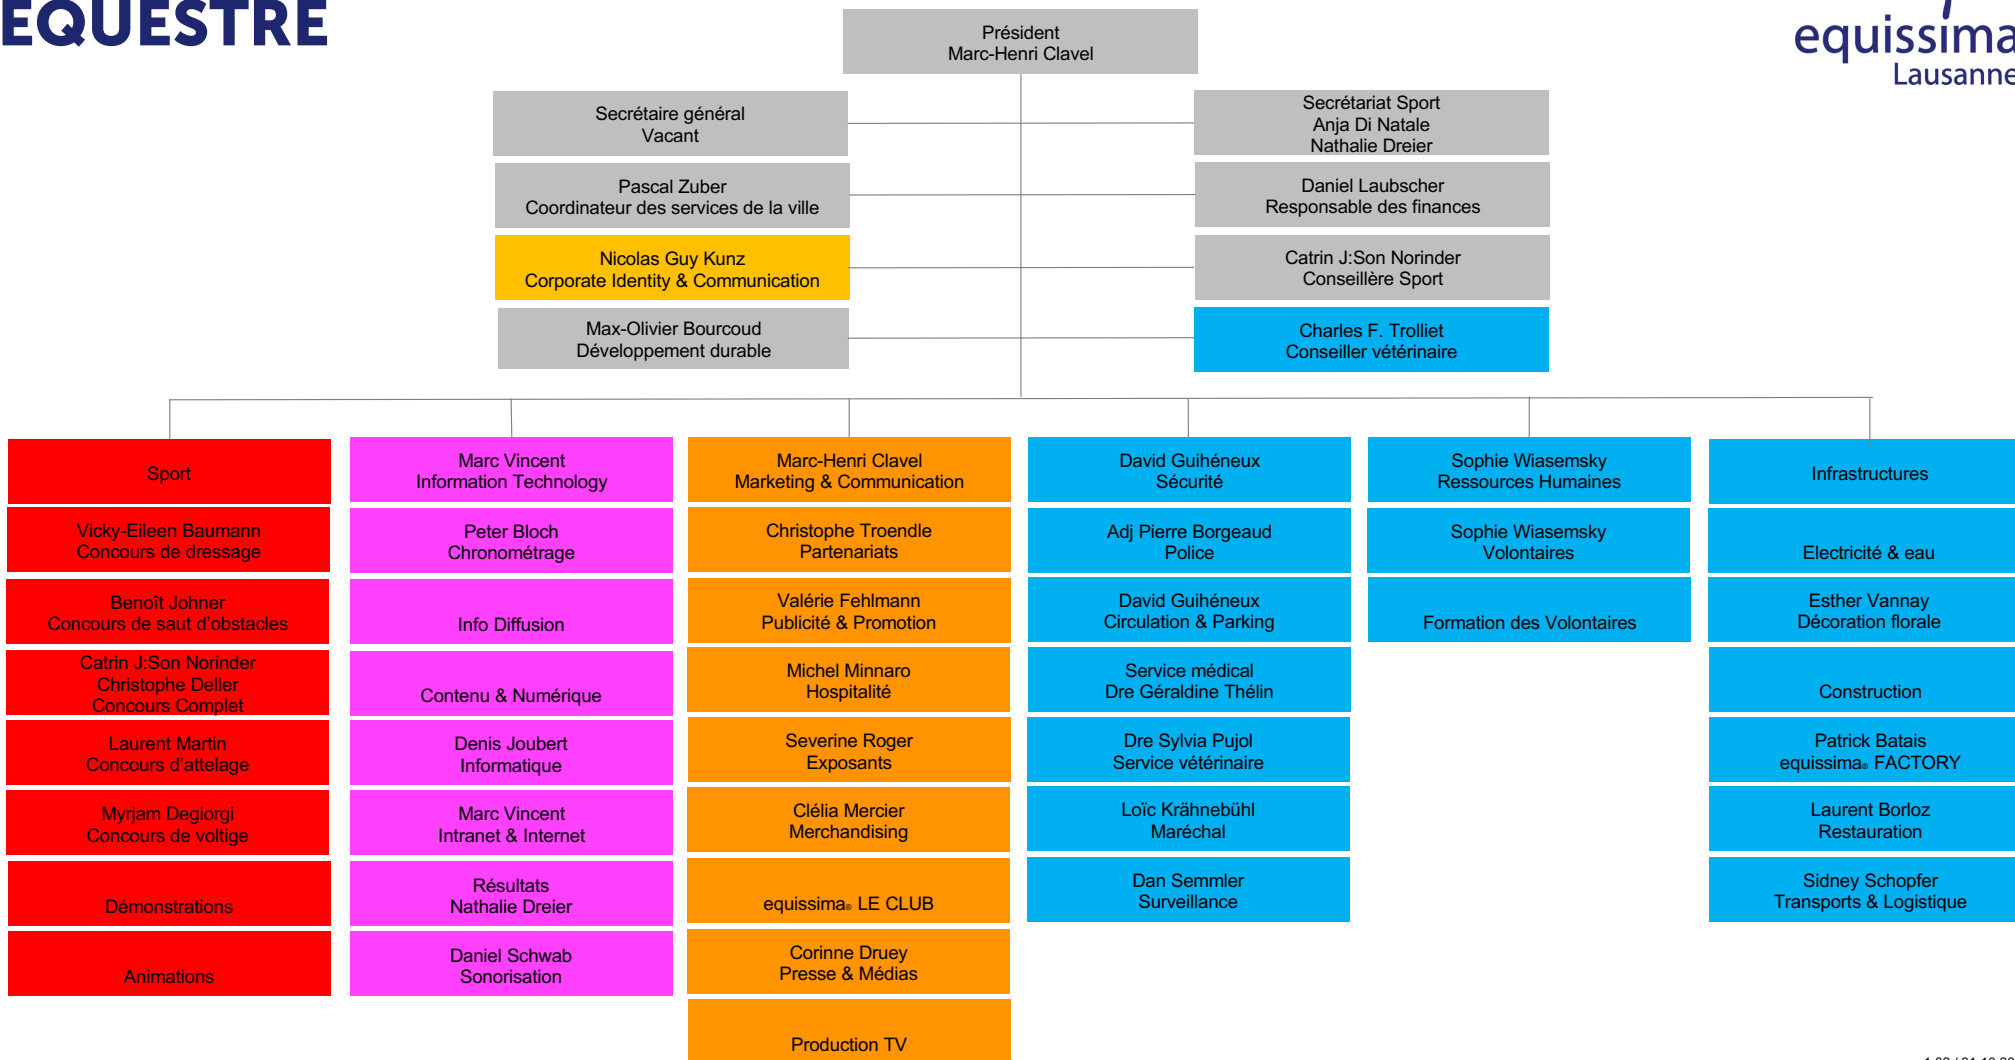 EQUESTRE
equissima
Lausanne
Président
Marc-Henri Clavel
Secrétaire général
Vacant
Secrétariat Sport
Anja Di Natale
Nathalie Dreier
Pascal Zuber
Coordinateur des services de la ville
Daniel Laubscher
Responsable des finances
Nicolas Guy Kunz
Corporate Identity & Communication
Catrin J:Son Norinder
Conseillère Sport
Max-Olivier Bourcoud
Développement durable
Charles F. Trolliet
Conseiller vétérinaire
Sport
Vicky-Eileen Baumann
Concours de dressage
Benoît Johner
Concours de saut d'obstacles
Catrin J:Son Norinder
Christophe Deller
Concours Complet
Laurent Martin
Concours d'attelage
Myrjam Degiorgi
Concours de voltige
Démonstrations
Animations
Marc Vincent
Information Technology
Peter Bloch
Chronométrage
Info Diffusion
Contenu & Numérique
Denis Joubert
Informatique
Marc Vincent
Intranet & Internet
Résultats
Nathalie Dreier
Daniel Schwab
Sonorisation
Marc-Henri Clavel
Marketing & Communication
Christophe Troendle
Partenariats
Valérie Fehlmann
Publicité & Promotion
Michel Minnaro
Hospitalité
Severine Roger
Exposants
Clélia Mercier
Merchandising
equissima® LE CLUB
Corinne Druey
Presse & Médias
Production TV
David Guihéneux
Sécurité
Adj Pierre Borgeaud
Police
David Guihéneux
Circulation & Parking
Service médical
Dre Géraldine Thélin
Dre Sylvia Pujol
Service vétérinaire
Loïc Krähnebühl
Maréchal
Dan Semmler
Surveillance
Sophie Wiasemsky
Ressources Humaines
Sophie Wiasemsky
Volontaires
Formation des Volontaires
Infrastructures
Electricité & eau
Esther Vannay
Décoration florale
Construction
Patrick Batais
equissima® FACTORY
Laurent Borloz
Restauration
Sidney Schopfer
Transports & Logistique